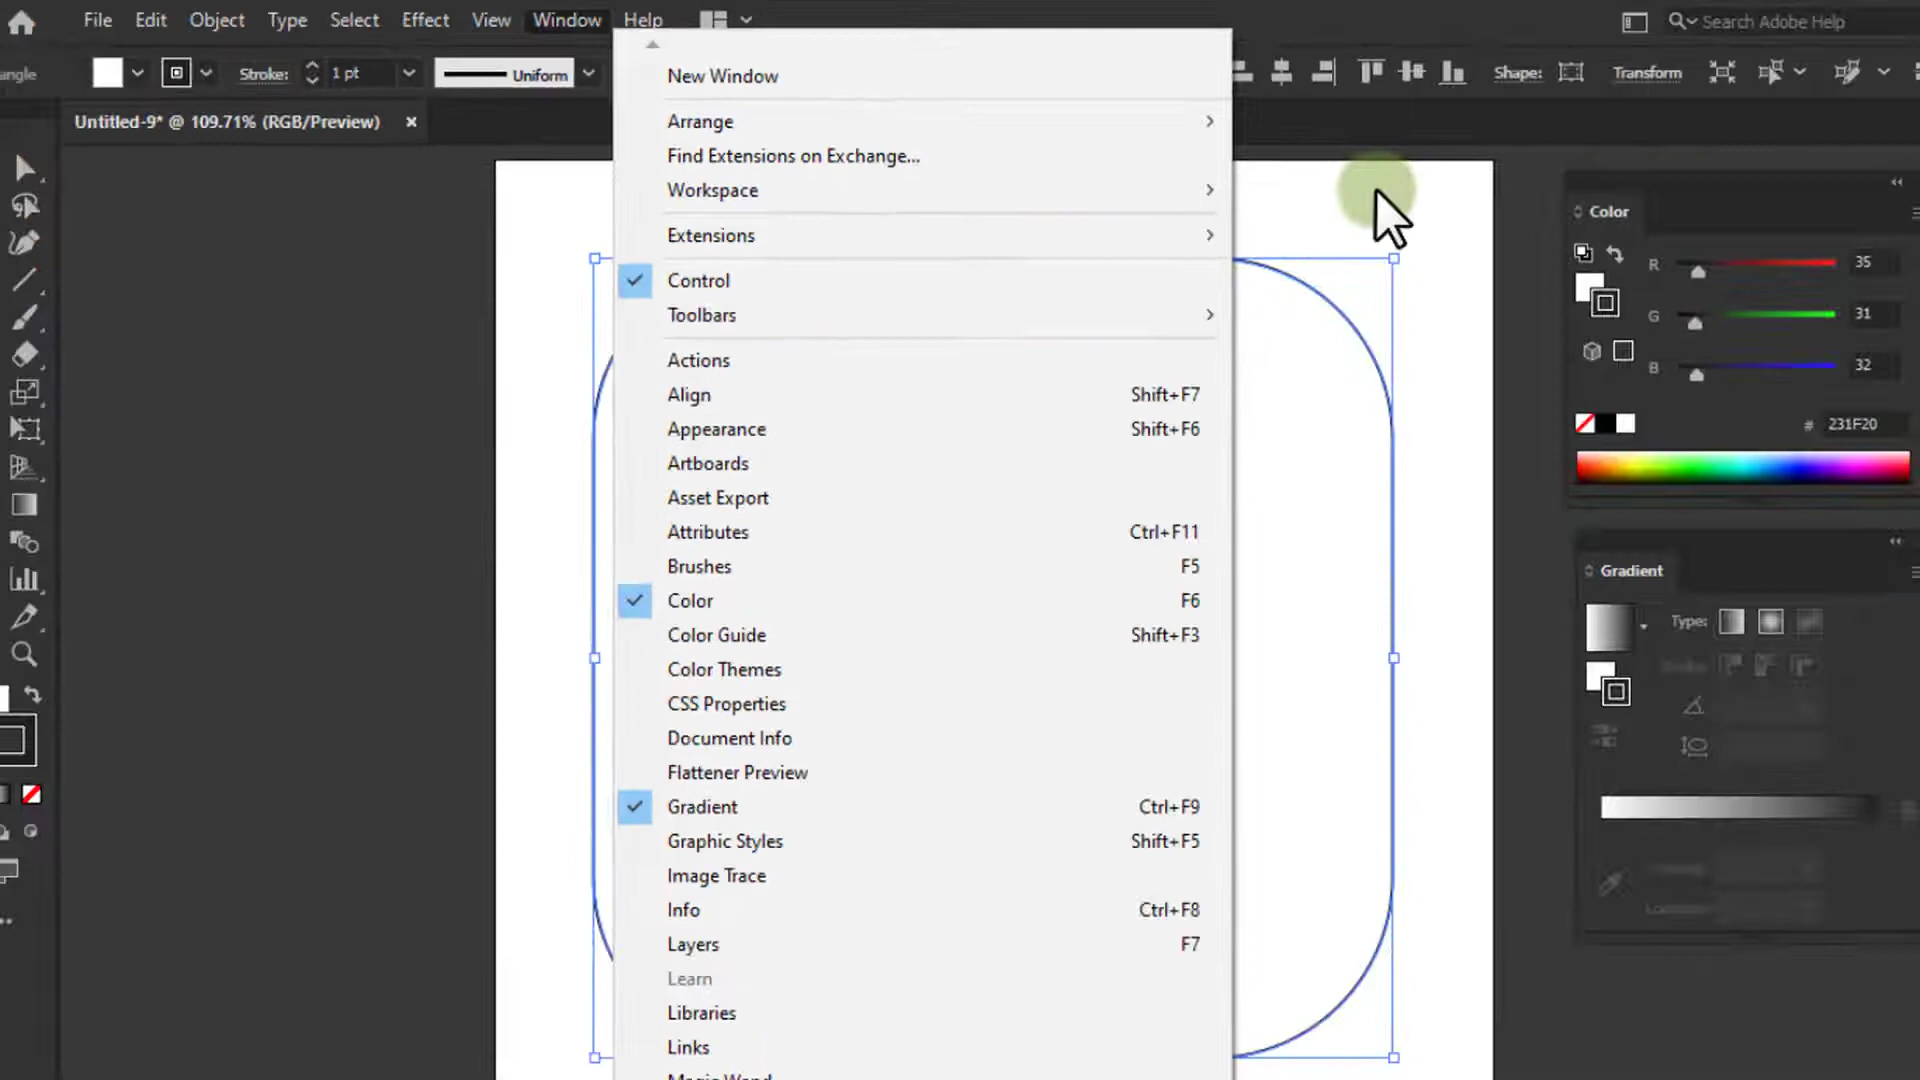 File Edit Object Type Select Effect View Window Help
Search Adobe Help
angle
Stroke: 1 pt
Uniform
Shape:
Transform
Untitled-9* @ 109.71% (RGB/Preview) ×
New Window
Arrange
Find Extensions on Exchange...
Workspace
Extensions
Control
Toolbars
Actions
Align Shift+F7
Appearance Shift+F6
Artboards
Asset Export
Attributes Ctrl+F11
Brushes F5
Color F6
Color Guide Shift+F3
Color Themes
CSS Properties
Document Info
Flattener Preview
Gradient Ctrl+F9
Graphic Styles Shift+F5
Image Trace
Info Ctrl+F8
Layers F7
Learn
Libraries
Links
Magic Wand
Color
R 35
G 31
B 32
# 231F20
Gradient
Type: